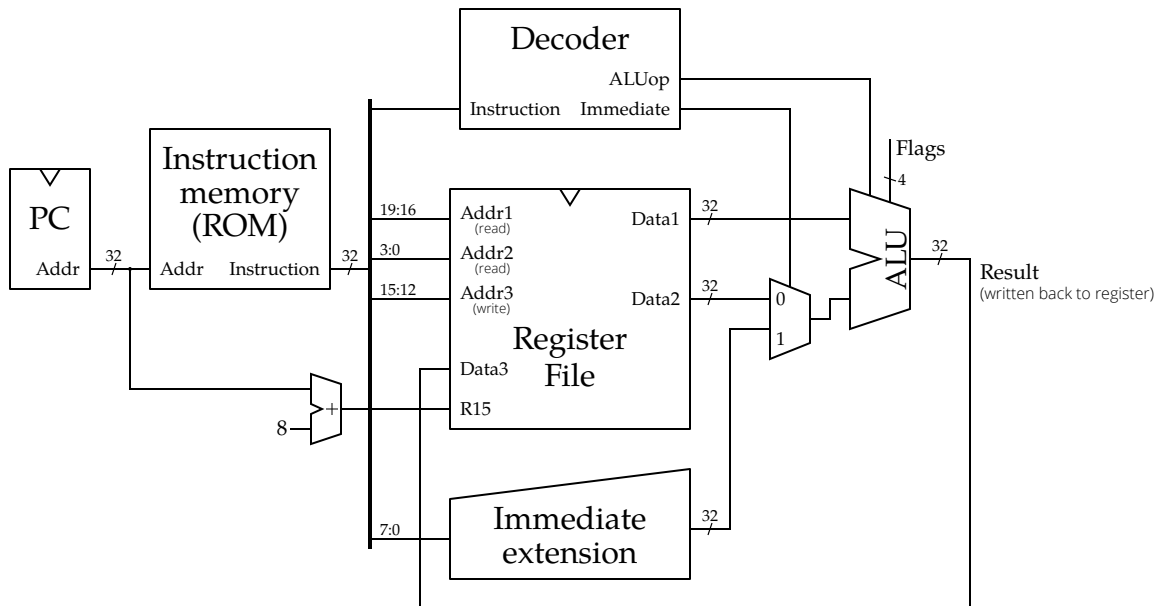 Decoder
ALUop
Instruction Immediate
Instruction
memory
(ROM)
Addr Instruction
32
PC
Addr
32
19:16
3:0
15:12
Addr1
(read)
Addr2
(read)
Addr3
(write)
Data1
32
Data2
32
Register
File
Data3
R15
8
+
7:0
Immediate
extension
32
0
1
Flags
4
ALU
32
Result
(written back to register)